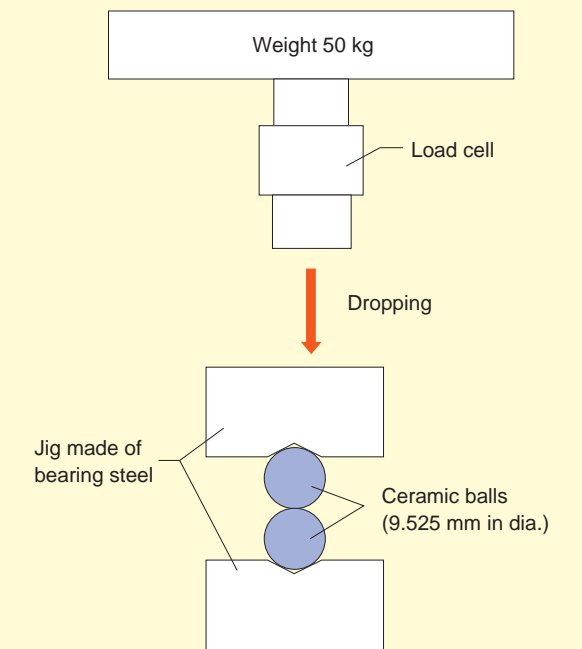 Weight 50 kg
Load cell
Dropping
Jig made of
bearing steel
Ceramic balls
(9.525 mm in dia.)